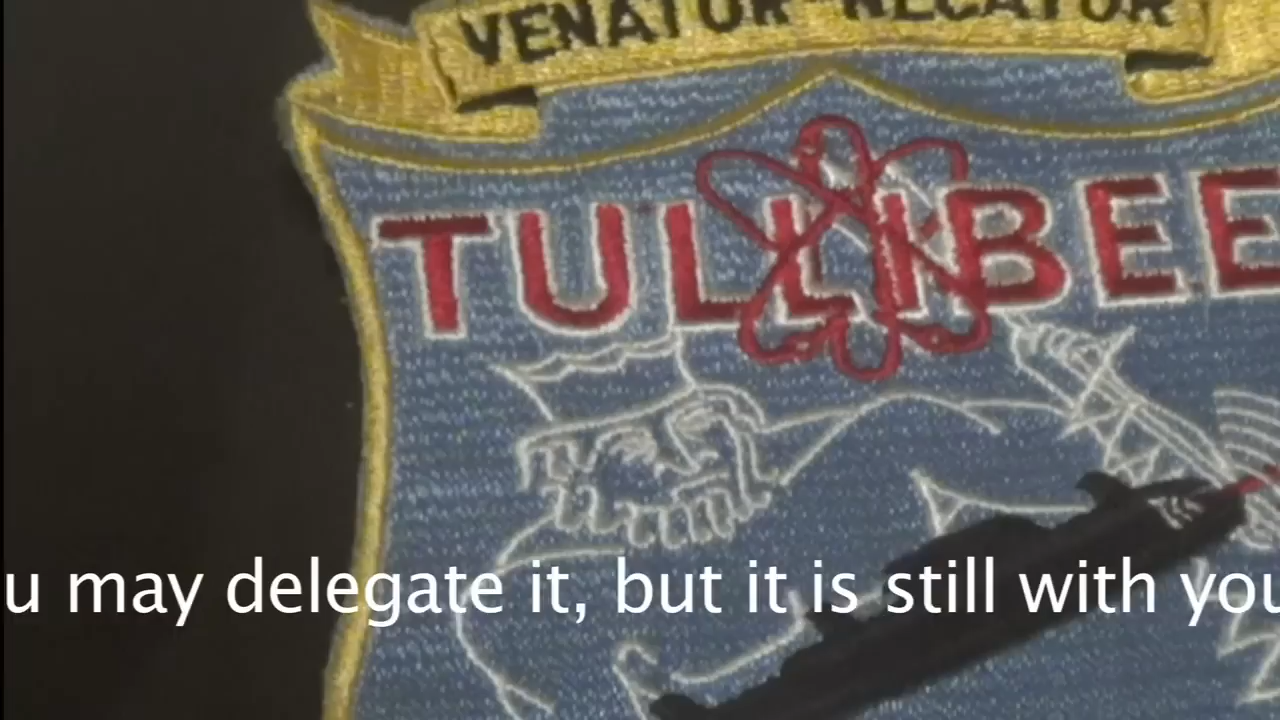 VENATOR NECATOR
TULLIBEE
u may delegate it, but it is still with you